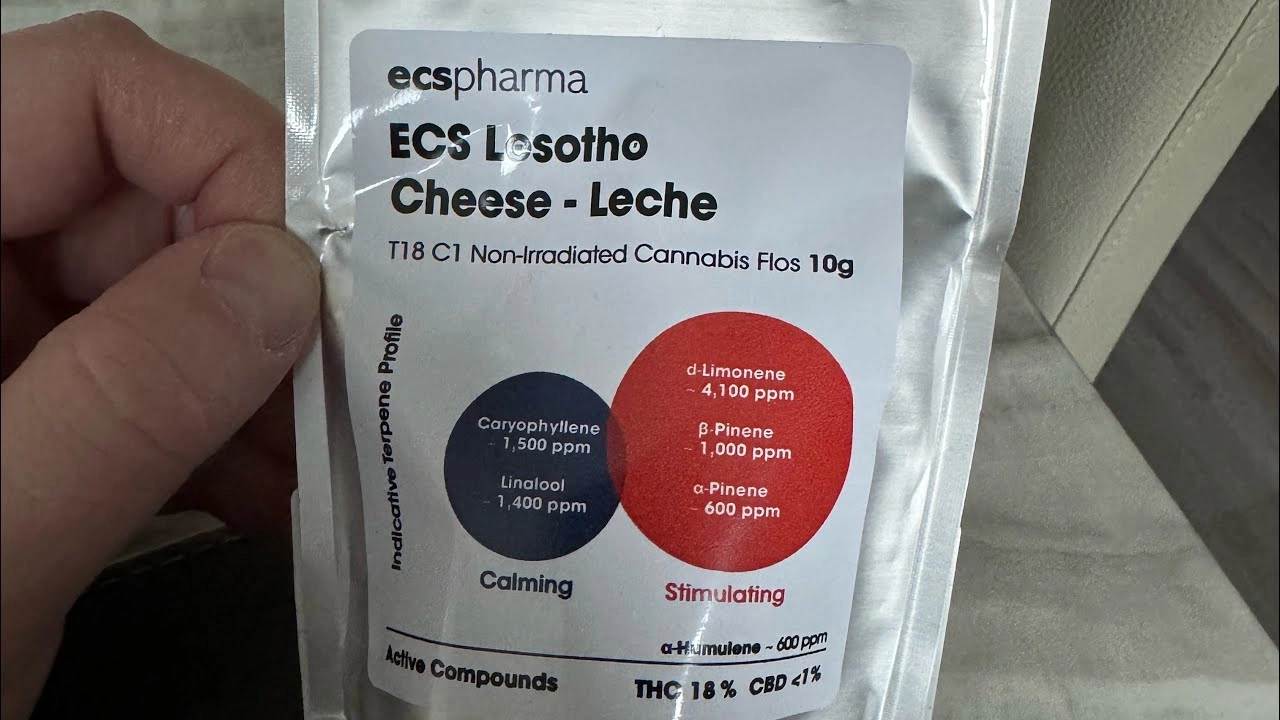 ecspharma
ECS Lesotho
Cheese - Leche
T18 C1 Non-Irradiated Cannabis Flos 10g
Indicative Terpene Profile
Caryophyllene
~ 1,500 ppm
Linalool
~ 1,400 ppm
Calming
d-Limonene
~ 4,100 ppm
β-Pinene
~ 1,000 ppm
α-Pinene
~ 600 ppm
Stimulating
α-Humulene ~ 600 ppm
Active Compounds
THC 18% CBD <1%